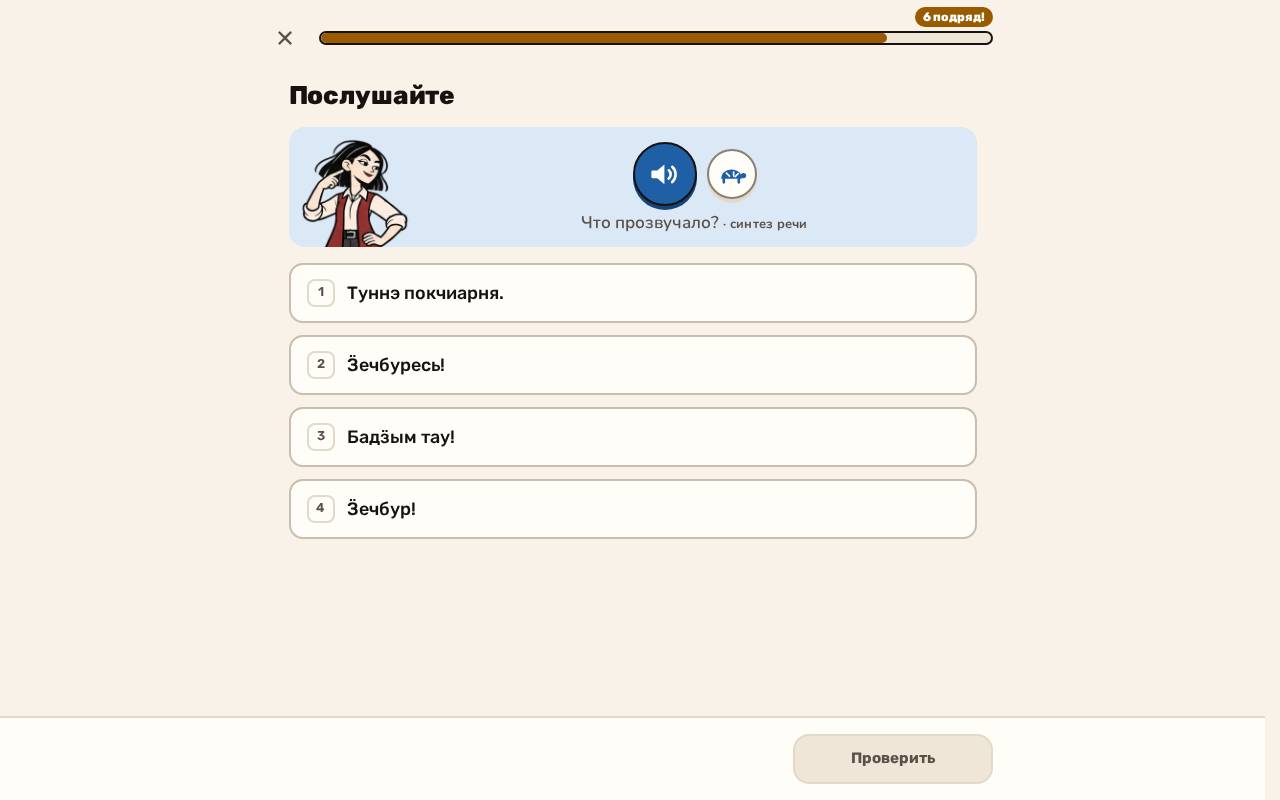 6 подряд!
Послушайте
Что прозвучало? · синтез речи
1 Туннэ покчиарня.
2 Ӟечбуресь!
3 Бадӟым тау!
4 Ӟечбур!
Проверить